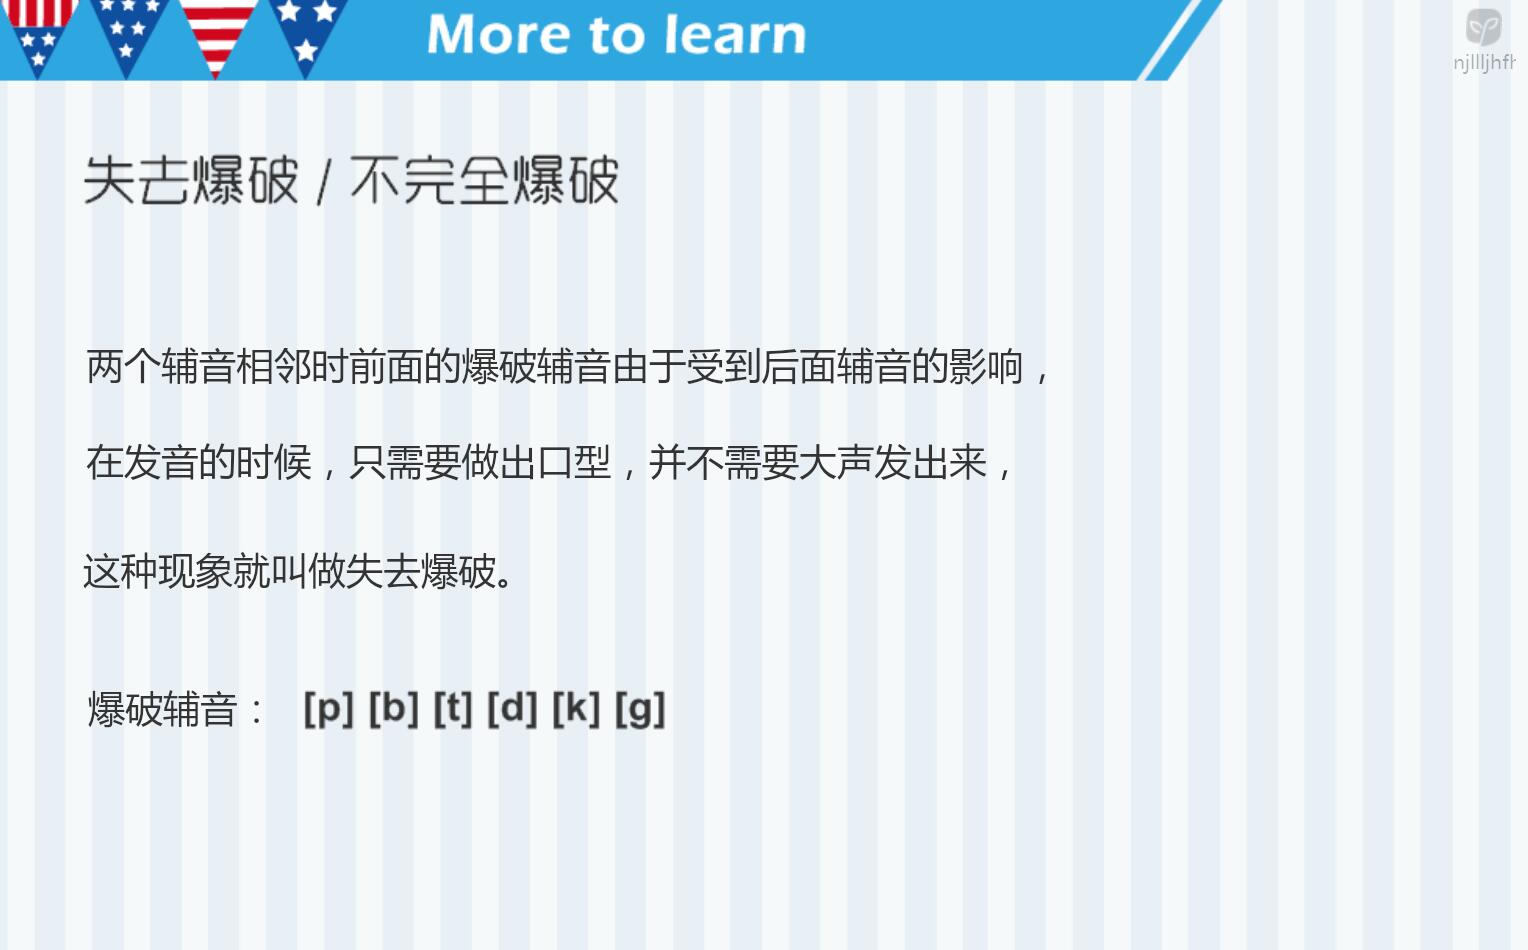 More to learn
njllljhfh
失去爆破 / 不完全爆破
两个辅音相邻时前面的爆破辅音由于受到后面辅音的影响，
在发音的时候，只需要做出口型，并不需要大声发出来，
这种现象就叫做失去爆破。
爆破辅音： [p] [b] [t] [d] [k] [g]